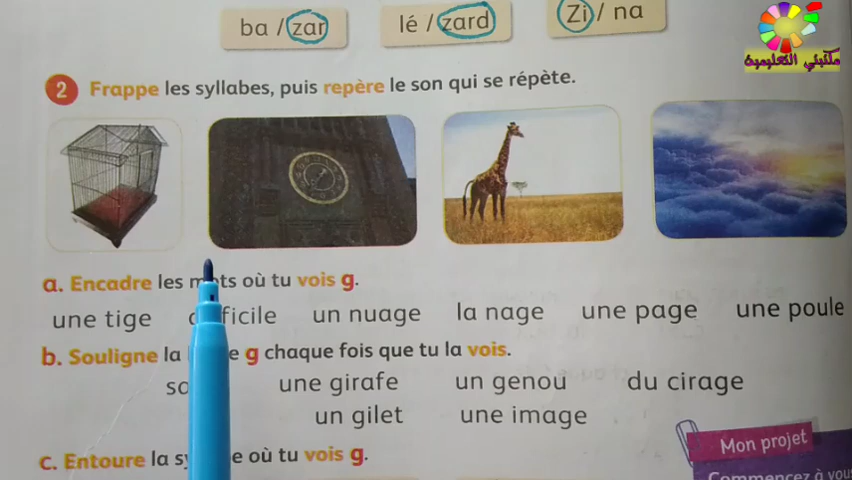 ba / zar
lé / zard
Zi / na
مكتبتي التعليمية
2 Frappe les syllabes, puis repère le son qui se répète.
a. Encadre les mots où tu vois g.
une tige
un nuage la nage une page une poule
b. Souligne la g chaque fois que tu la vois.
une girafe un genou du cirage
un gilet une image
c. Entoure la où tu vois g.
Mon projet
Commencez à